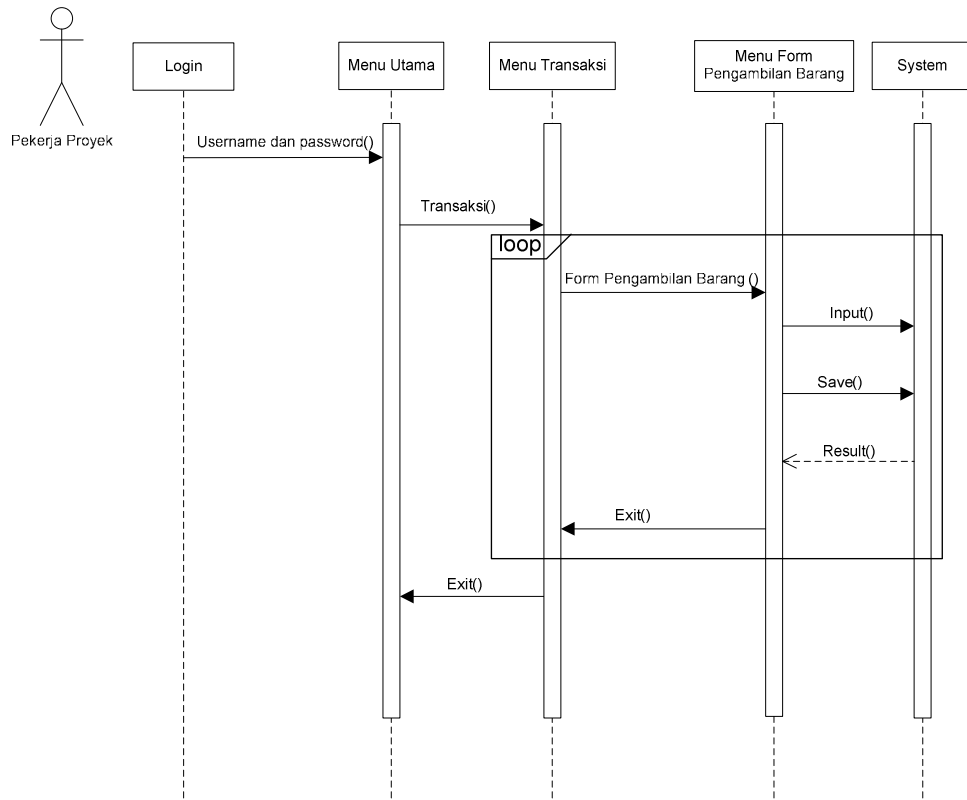 Login
Menu Utama
Menu Transaksi
Menu Form
Pengambilan Barang
System
Pekerja Proyek
Username dan password()
Transaksi()
loop
Form Pengambilan Barang ()
Input()
Save()
Result()
Exit()
Exit()